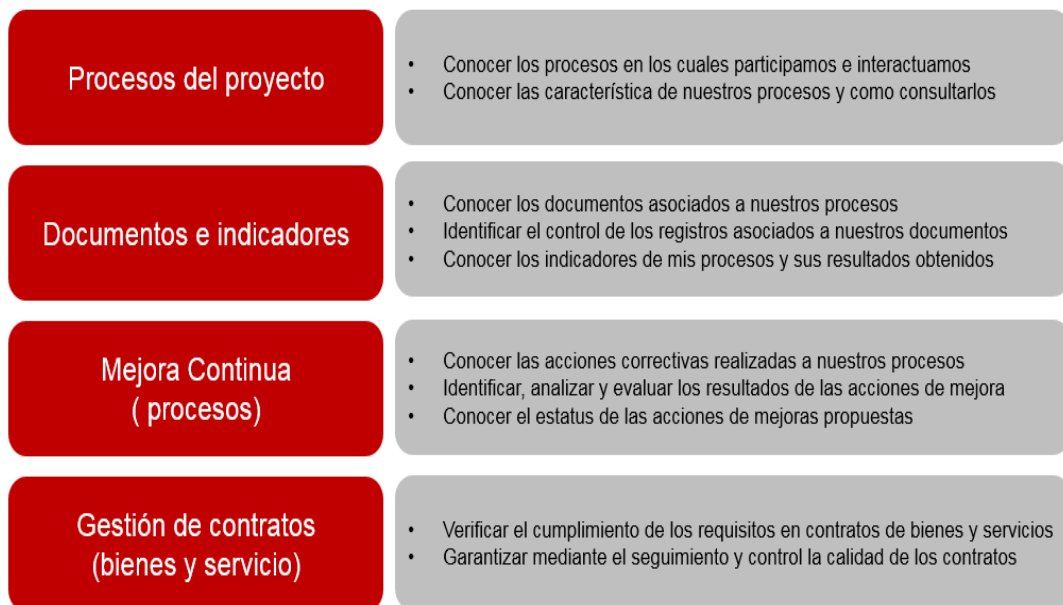 Procesos del proyecto
• Conocer los procesos en los cuales participamos e interactuamos
• Conocer las característica de nuestros procesos y como consultarlos
Documentos e indicadores
• Conocer los documentos asociados a nuestros procesos
• Identificar el control de los registros asociados a nuestros documentos
• Conocer los indicadores de mis procesos y sus resultados obtenidos
Mejora Continua
( procesos)
• Conocer las acciones correctivas realizadas a nuestros procesos
• Identificar, analizar y evaluar los resultados de las acciones de mejora
• Conocer el estatus de las acciones de mejoras propuestas
Gestión de contratos
(bienes y servicio)
• Verificar el cumplimiento de los requisitos en contratos de bienes y servicios
• Garantizar mediante el seguimiento y control la calidad de los contratos